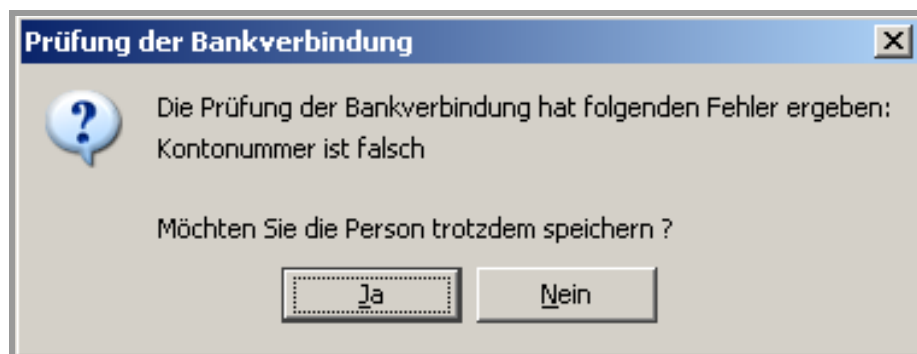 Prüfung der Bankverbindung
Die Prüfung der Bankverbindung hat folgenden Fehler ergeben:
Kontonummer ist falsch
Möchten Sie die Person trotzdem speichern ?
Ja
Nein